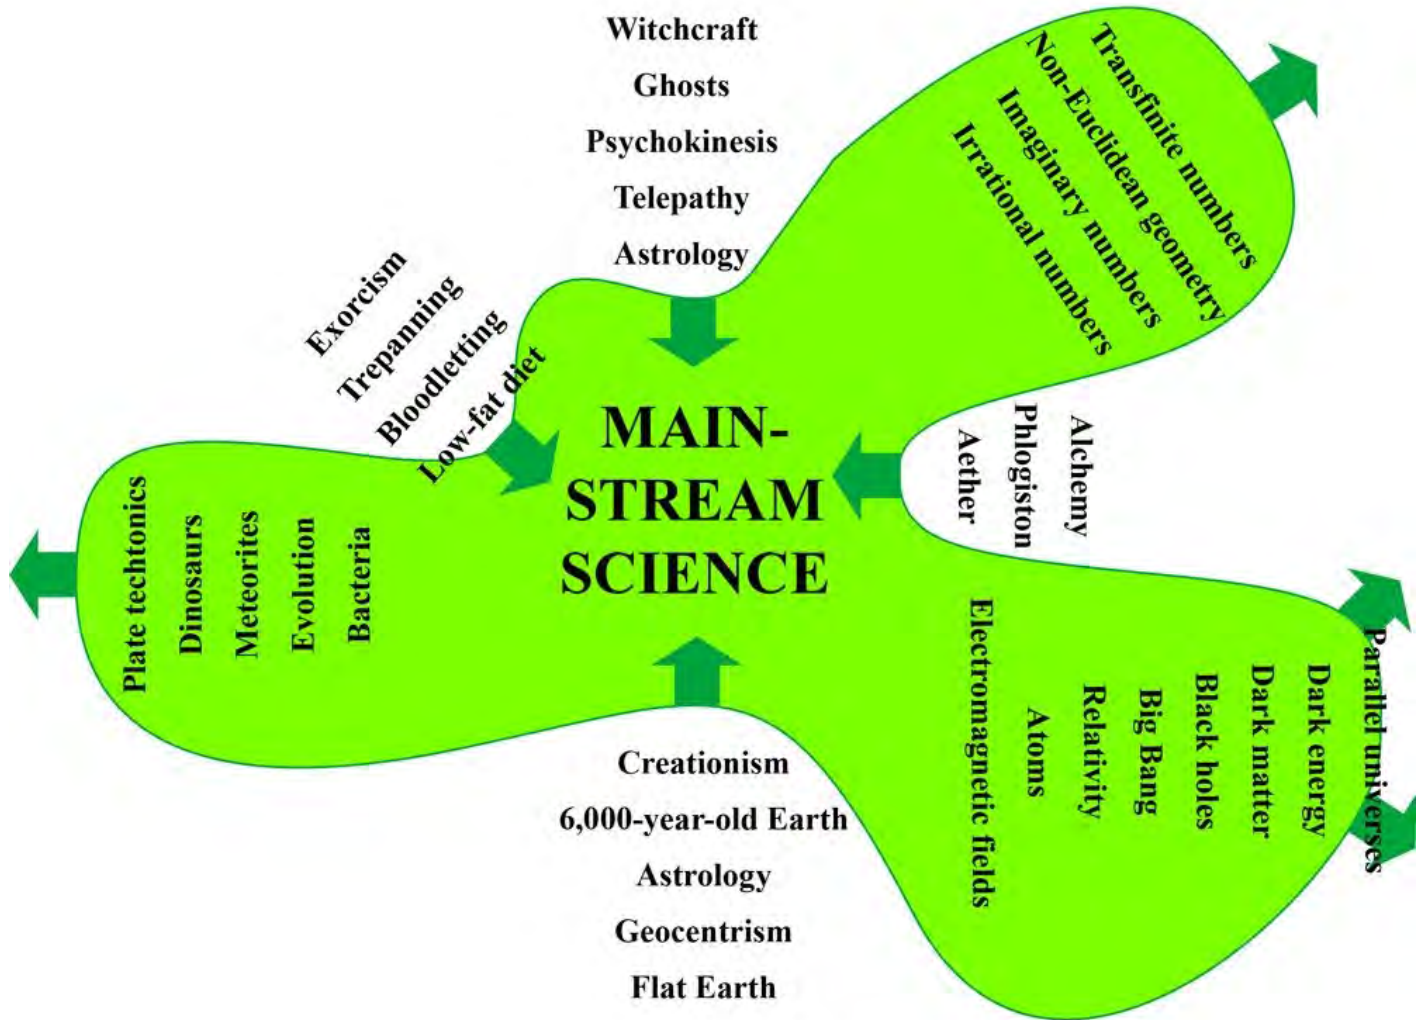 Witchcraft
Ghosts
Psychokinesis
Telepathy
Astrology
Transfinite numbers
Non-Euclidean geometry
Imaginary numbers
Irrational numbers
Exorcism
Trepanning
Bloodletting
Low-fat diet
MAIN-
STREAM
SCIENCE
Alchemy
Phlogiston
Aether
Plate techtonics
Dinosaurs
Meteorites
Evolution
Bacteria
Parallel universes
Dark energy
Dark matter
Black holes
Big Bang
Relativity
Atoms
Electromagnetic fields
Creationism
6,000-year-old Earth
Astrology
Geocentrism
Flat Earth